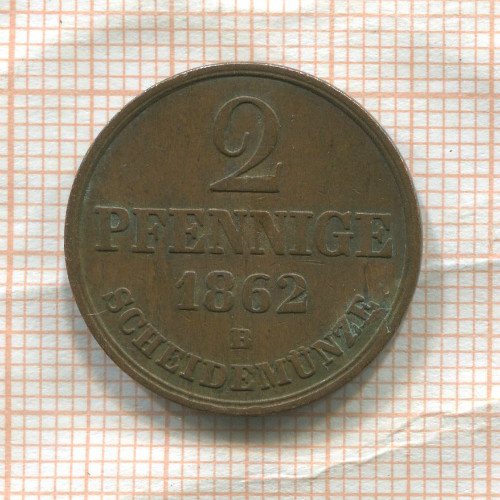 2
PFENNIGE
1862
B
SCHEIDEMÜNZE